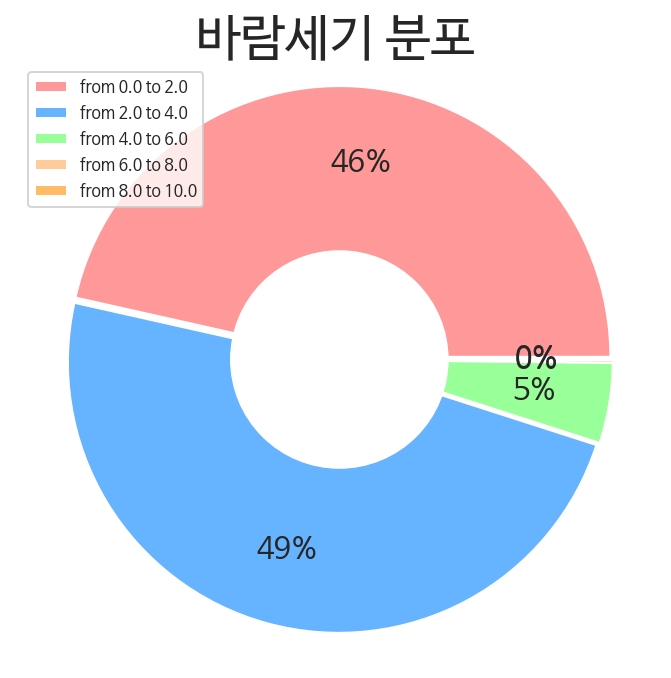 바람세기 분포
from 0.0 to 2.0
from 2.0 to 4.0
from 4.0 to 6.0
from 6.0 to 8.0
from 8.0 to 10.0
46%
0%
5%
49%